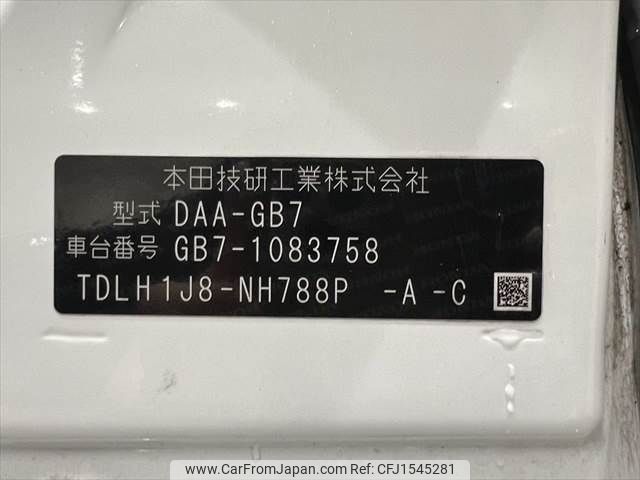 本田技研工業株式会社
型式 DAA-GB7
車台番号 GB7-1083758
TDLH1J8-NH788P -A-C
www.CarFromJapan.com - CFJ1545281